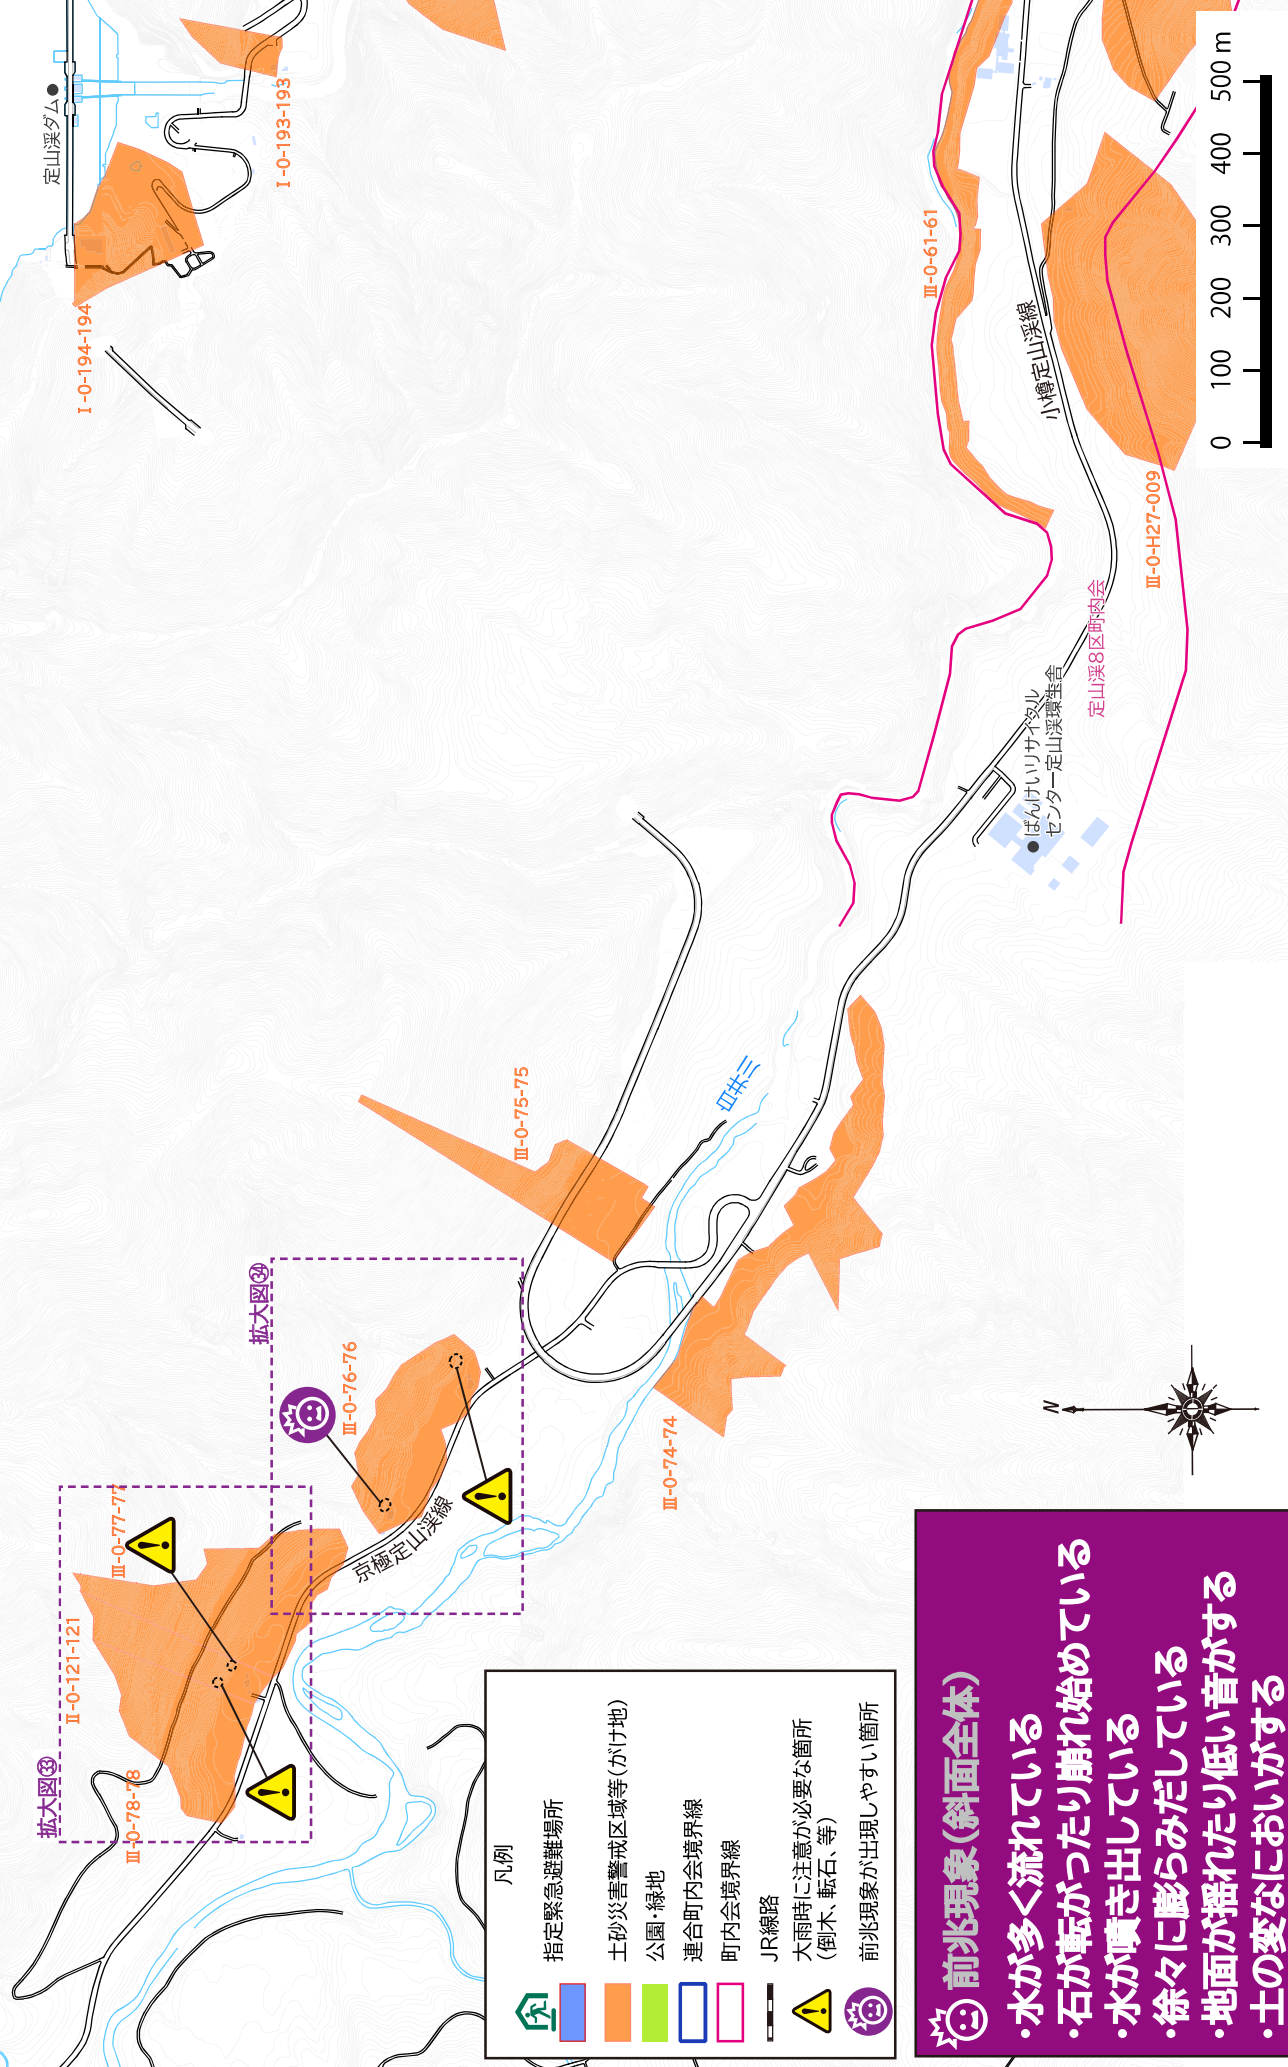 定山渓ダム
Ⅰ-0-193-193
Ⅰ-0-194-194
Ⅲ-0-61-61
小樽定山渓線
Ⅲ-0-H27-009
定山渓8区町内会
ばんけいリサイクル
センター定山渓環生舎
0 100 200 300 400 500 m
Ⅲ-0-75-75
白井三
拡大図㉞
Ⅲ-0-76-76
Ⅲ-0-74-74
京極定山渓線
拡大図㉝
Ⅲ-0-77-77
Ⅱ-0-121-121
Ⅲ-0-78-78
N
凡例
指定緊急避難場所
土砂災害警戒区域等(がけ地)
公園・緑地
連合町内会境界線
町内会境界線
JR線路
大雨時に注意が必要な箇所
(倒木、転石、等)
前兆現象が出現しやすい箇所
前兆現象(斜面全体)
・水が多く流れている
・石が転がったり崩れ始めている
・水が噴き出している
・徐々に膨らみだしている
・地面が揺れたり低い音がする
・土の変なにおいがする